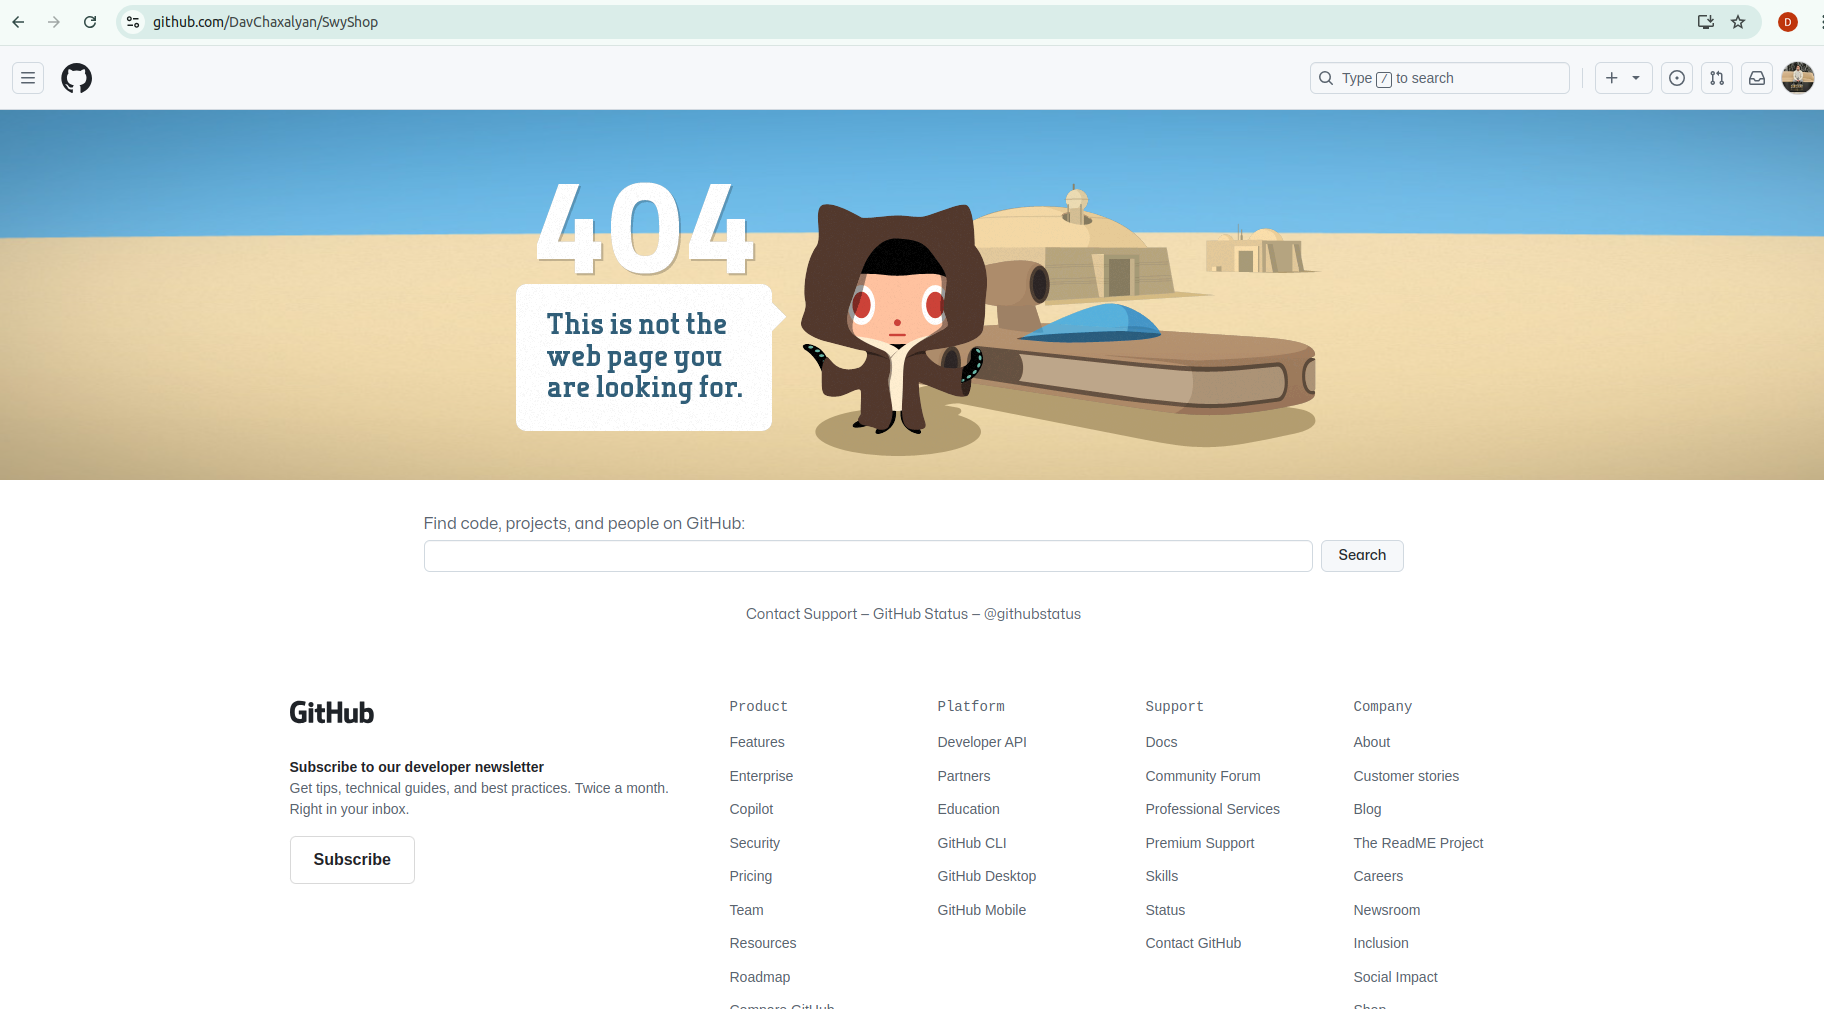 github.com/DavChaxalyan/SwyShop
D
Type / to search
404
This is not the
web page you
are looking for.
Find code, projects, and people on GitHub:
Search
Contact Support — GitHub Status — @githubstatus
GitHub
Subscribe to our developer newsletter
Get tips, technical guides, and best practices. Twice a month.
Right in your inbox.
Subscribe
Product
Features
Enterprise
Copilot
Security
Pricing
Team
Resources
Roadmap
Compare GitHub
Platform
Developer API
Partners
Education
GitHub CLI
GitHub Desktop
GitHub Mobile
Support
Docs
Community Forum
Professional Services
Premium Support
Skills
Status
Contact GitHub
Company
About
Customer stories
Blog
The ReadME Project
Careers
Newsroom
Inclusion
Social Impact
Shop